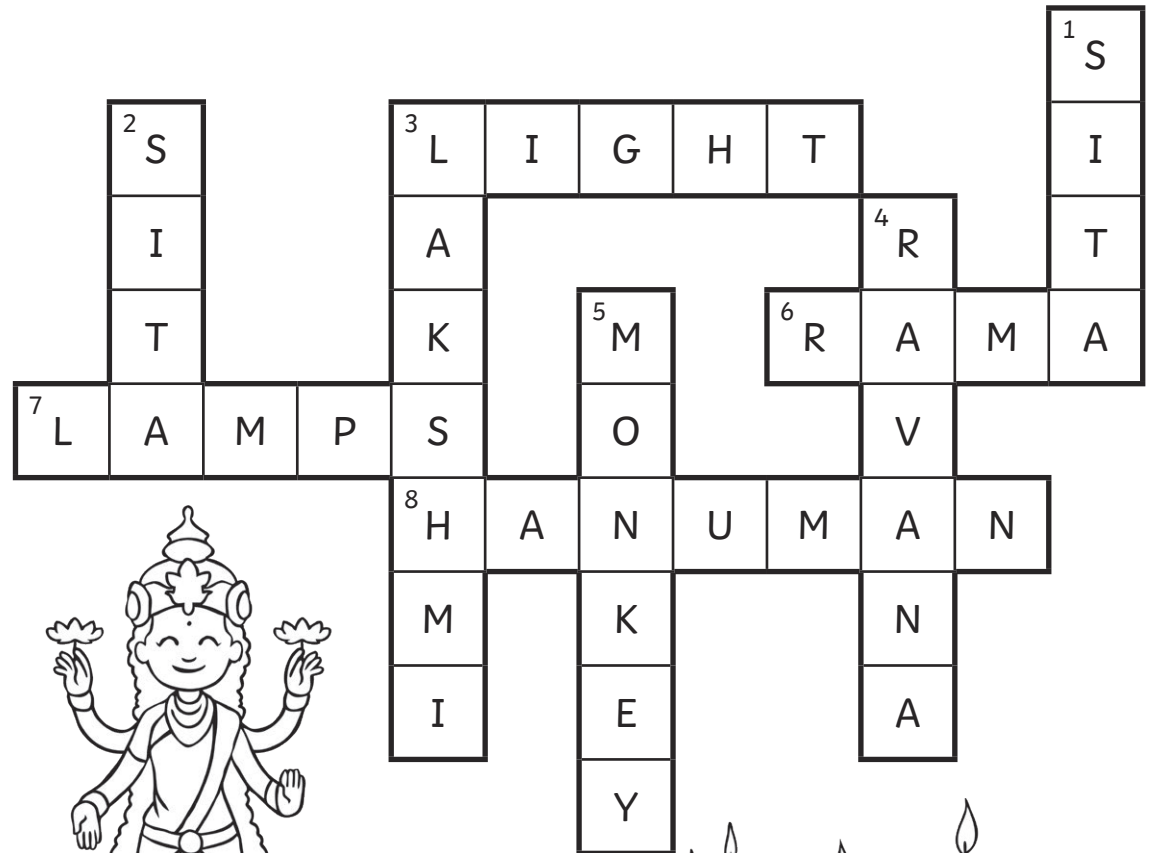 1 S
2 S 3 L I G H T I
I A 4 R T
T K 5 M 6 R A M A
7 L A M P S O V
8 H A N U M A N
M K N
I E A
Y